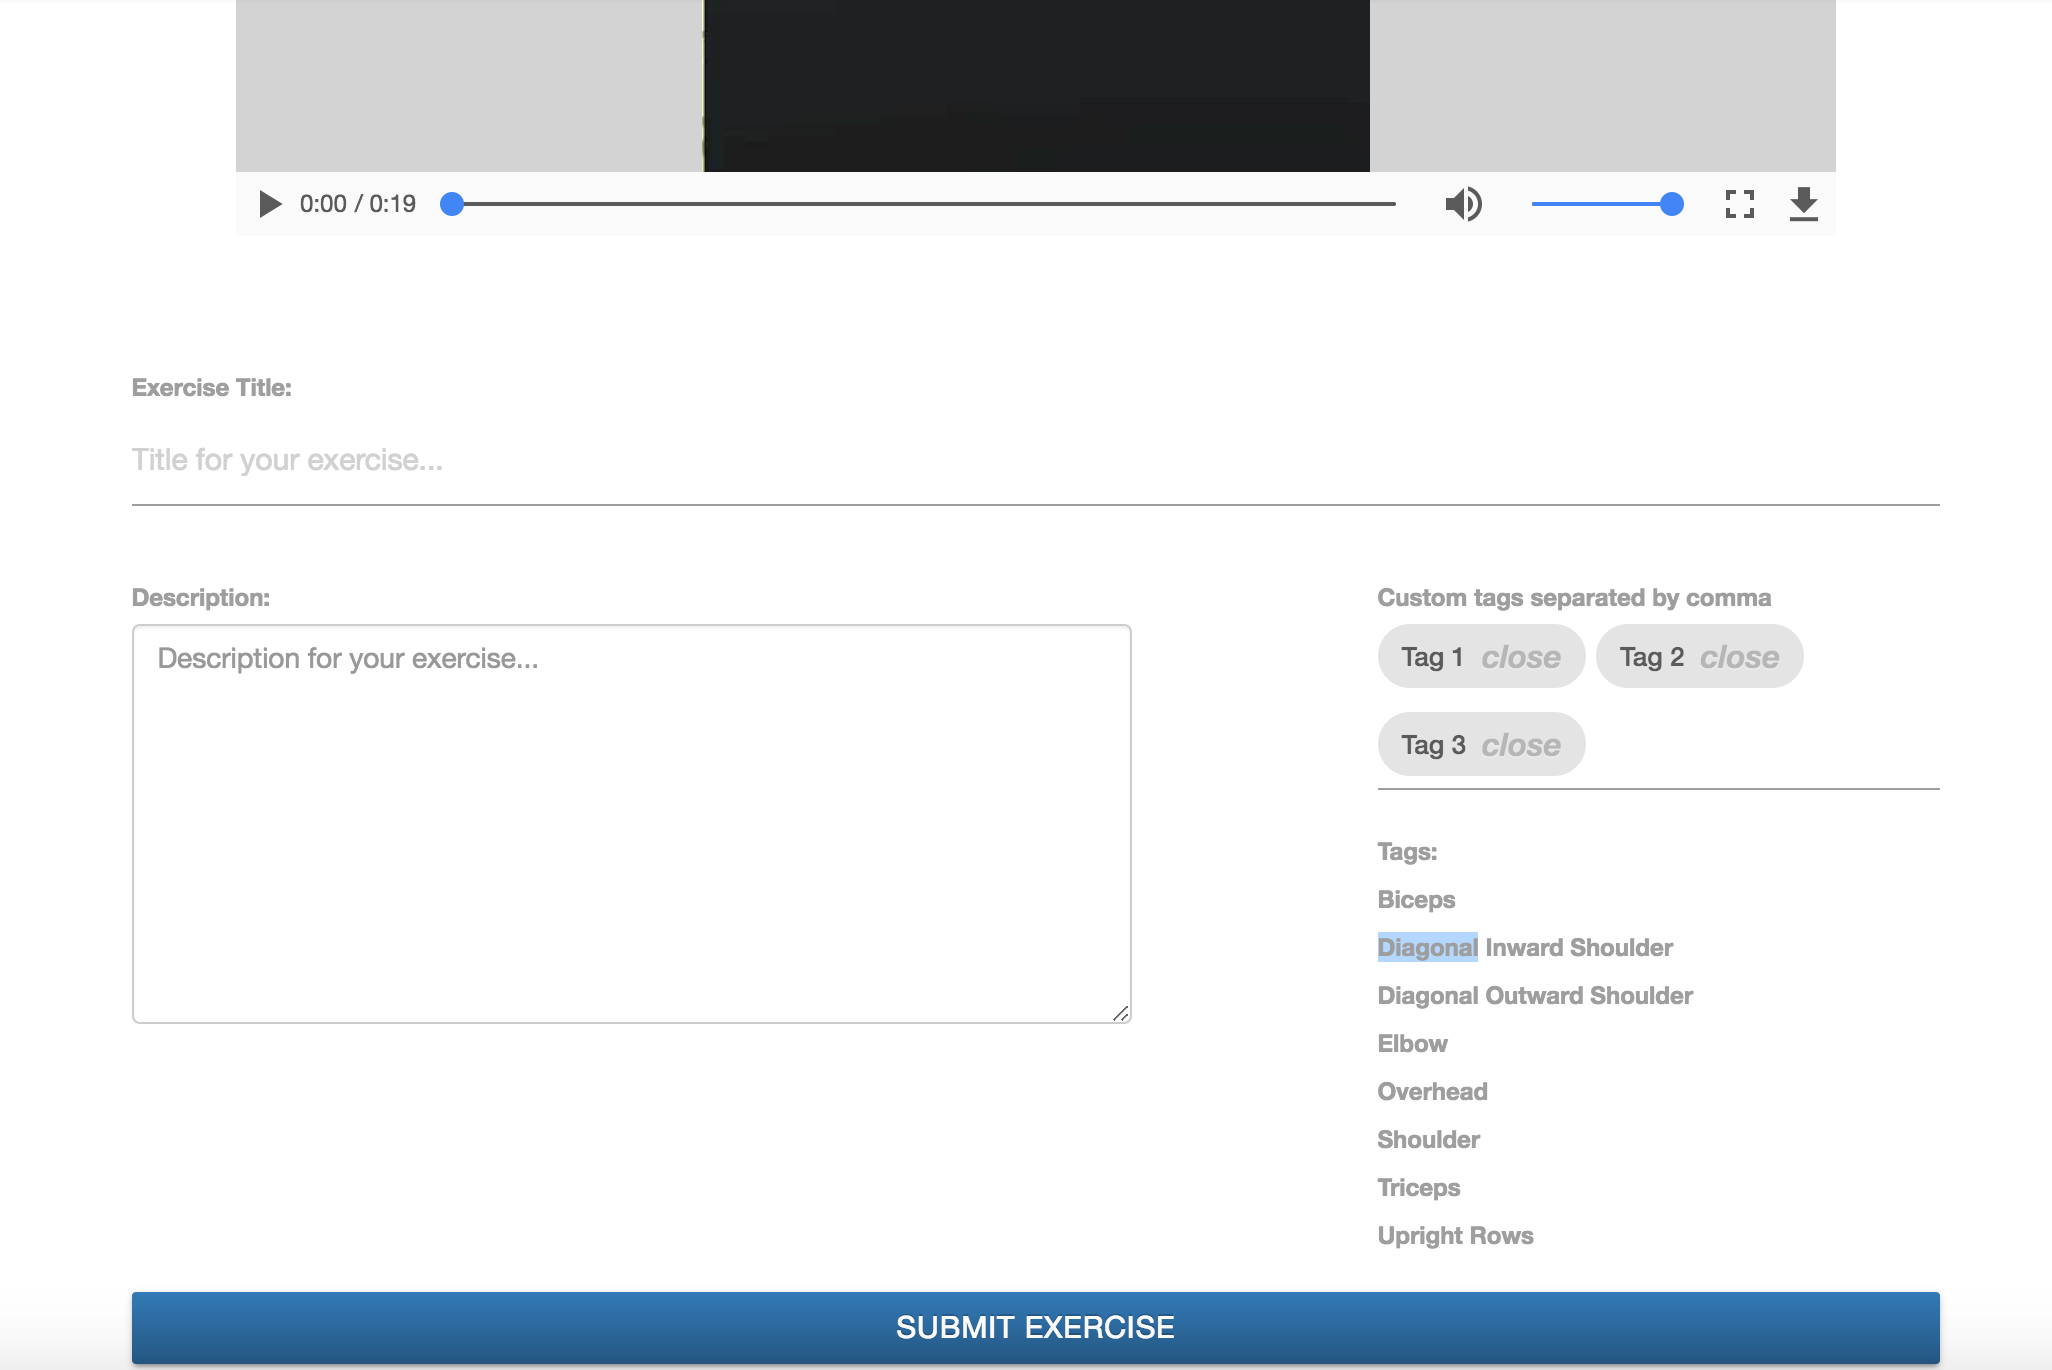 0:00 / 0:19
Exercise Title:
Title for your exercise...
Description:
Description for your exercise...
Custom tags separated by comma
Tag 1 close Tag 2 close
Tag 3 close
Tags:
Biceps
Diagonal Inward Shoulder
Diagonal Outward Shoulder
Elbow
Overhead
Shoulder
Triceps
Upright Rows
SUBMIT EXERCISE